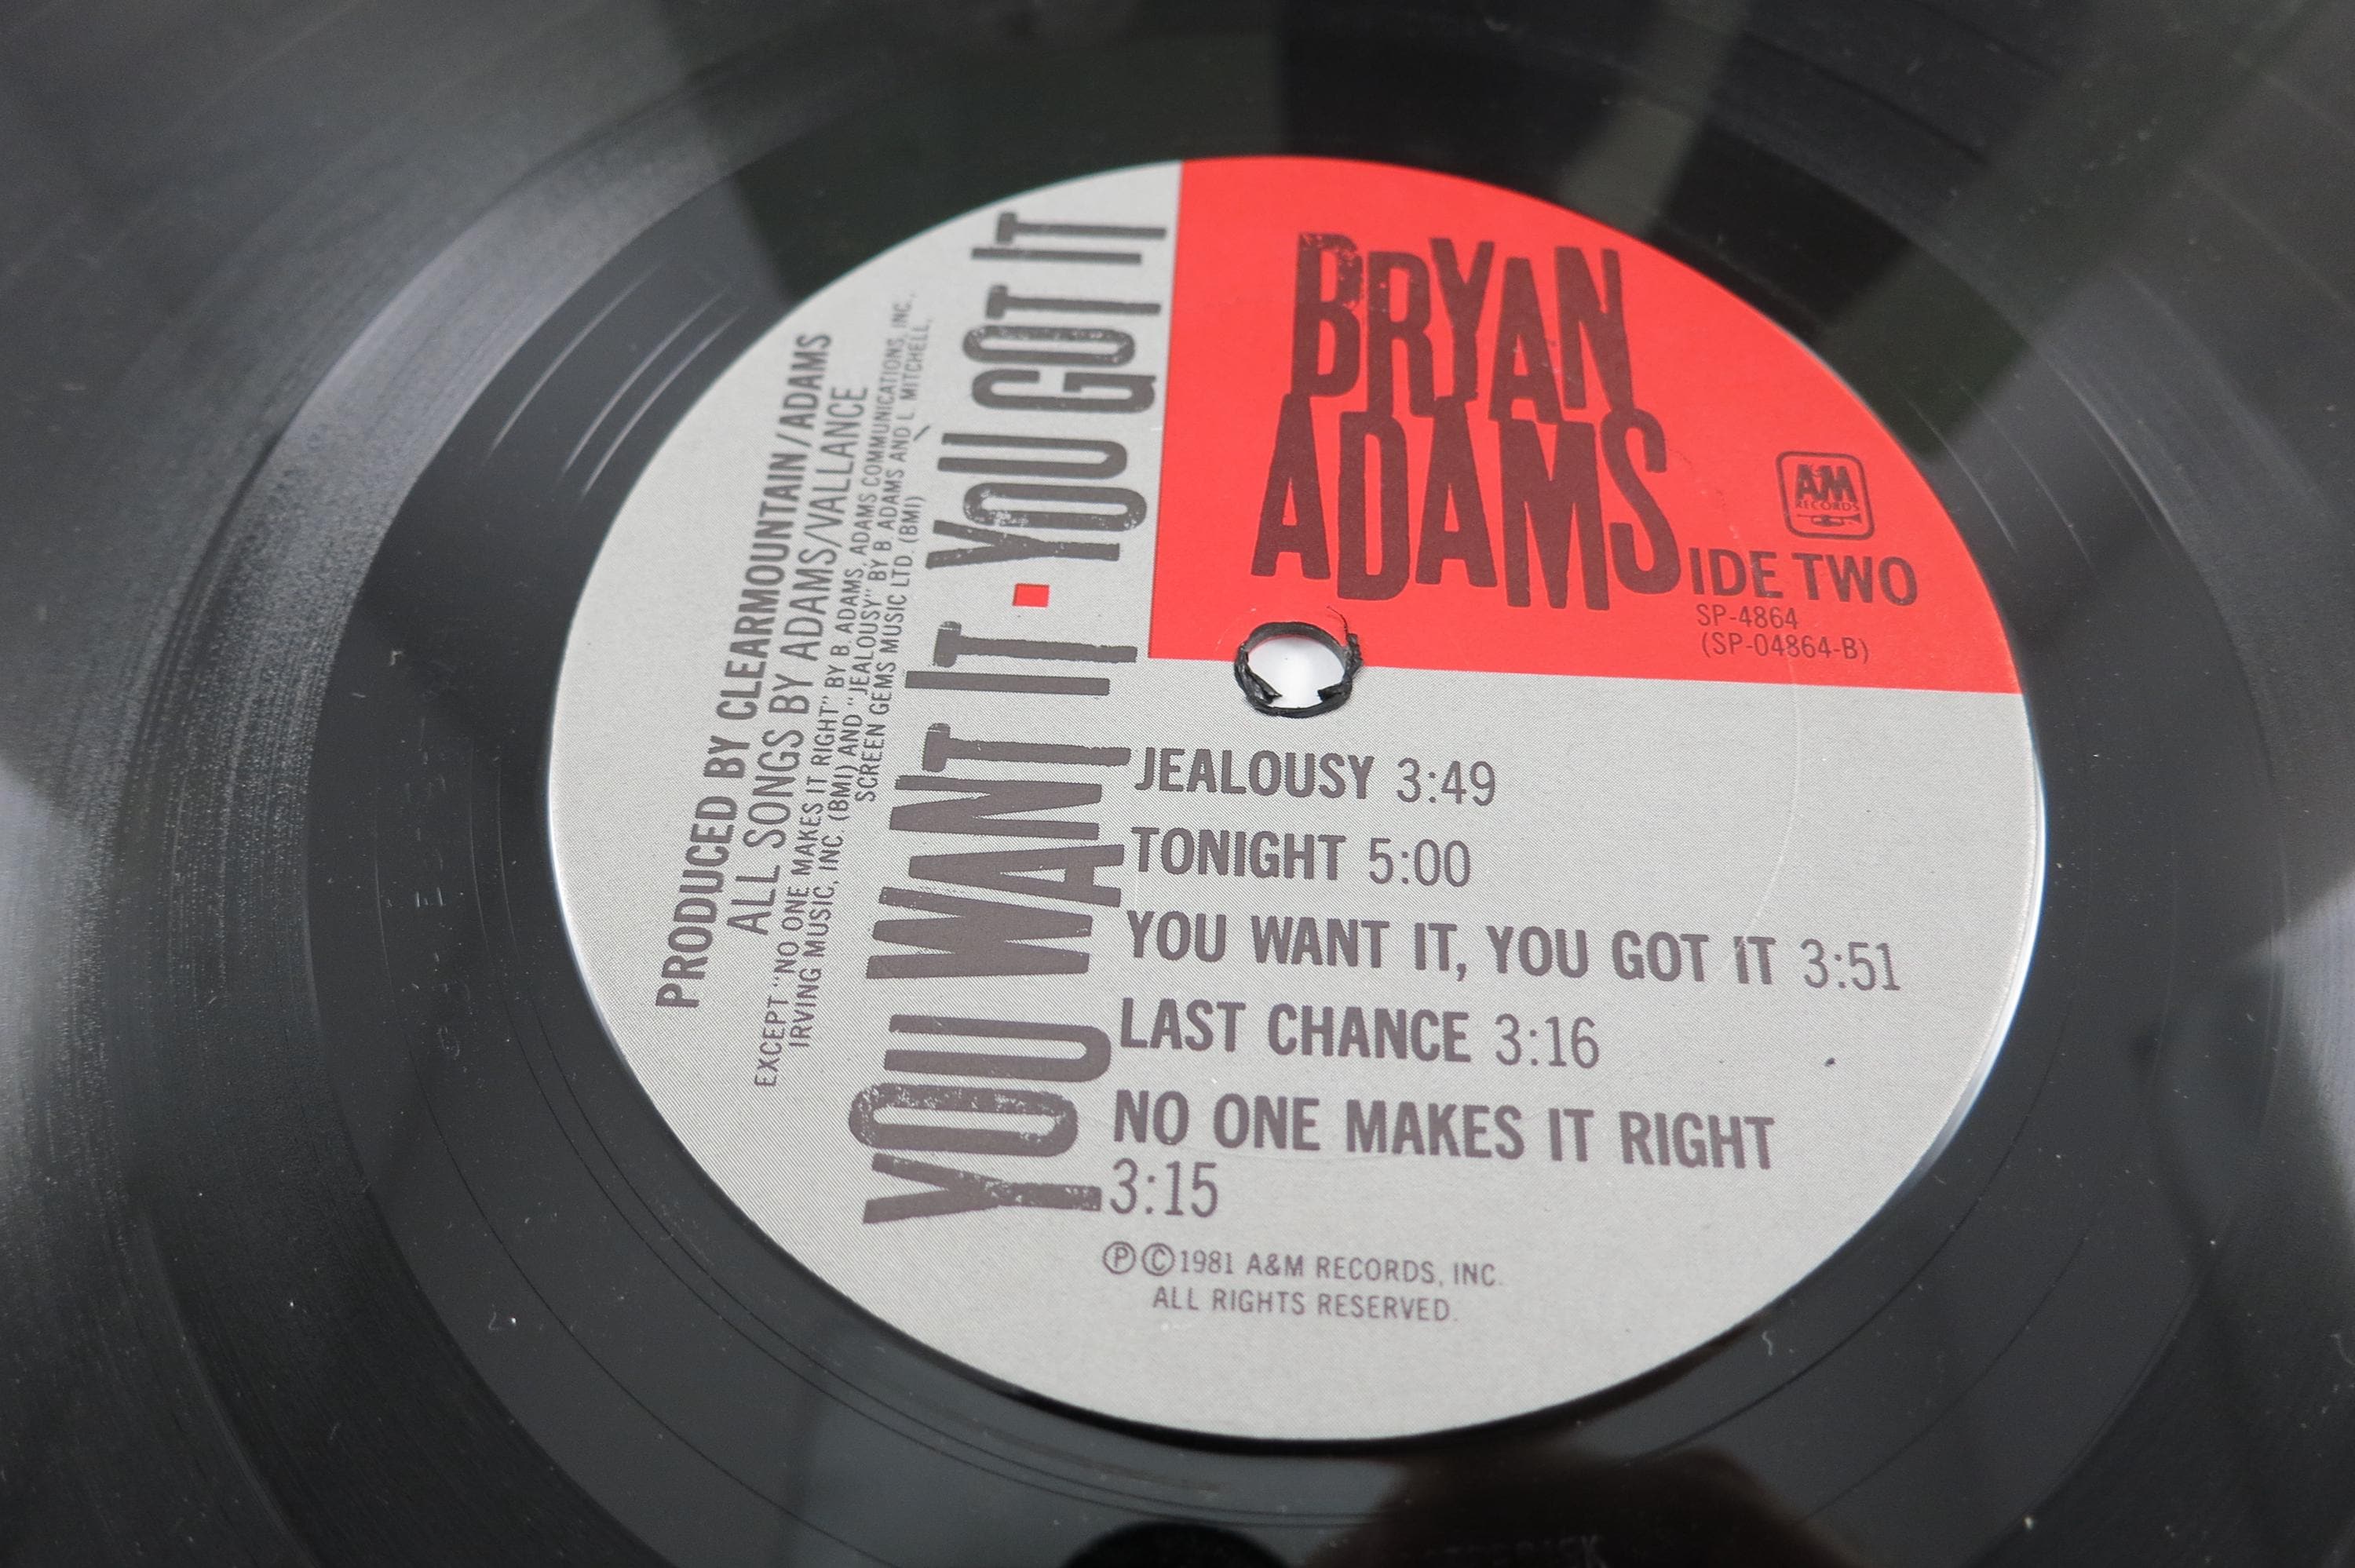 BRYAN
ADAMS
A&M
RECORDS
IDE TWO
SP-4864
(SP-04864-B)
YOU WANT IT · YOU GOT IT
PRODUCED BY CLEARMOUNTAIN/ADAMS
ALL SONGS BY ADAMS/VALLANCE
EXCEPT "NO ONE MAKES IT RIGHT" BY B. ADAMS, ADAMS COMMUNICATIONS, INC.,
IRVING MUSIC, INC. (BMI) AND "JEALOUSY" BY B. ADAMS AND L. MITCHELL,
SCREEN GEMS MUSIC LTD. (BMI)
JEALOUSY 3:49
TONIGHT 5:00
YOU WANT IT, YOU GOT IT 3:51
LAST CHANCE 3:16
NO ONE MAKES IT RIGHT
3:15
ⓅⒸ1981 A&M RECORDS, INC.
ALL RIGHTS RESERVED.